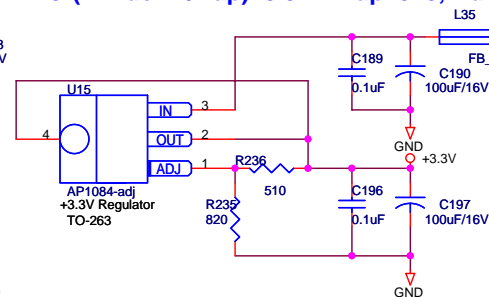 L35
C189
0.1uF
C190
100uF/16V
FB_
U15
IN
3
GND
4
OUT
2
+3.3V
ADJ
1
R236
510
AP1084-adj
+3.3V Regulator
TO-263
R235
820
C196
0.1uF
C197
100uF/16V
GND